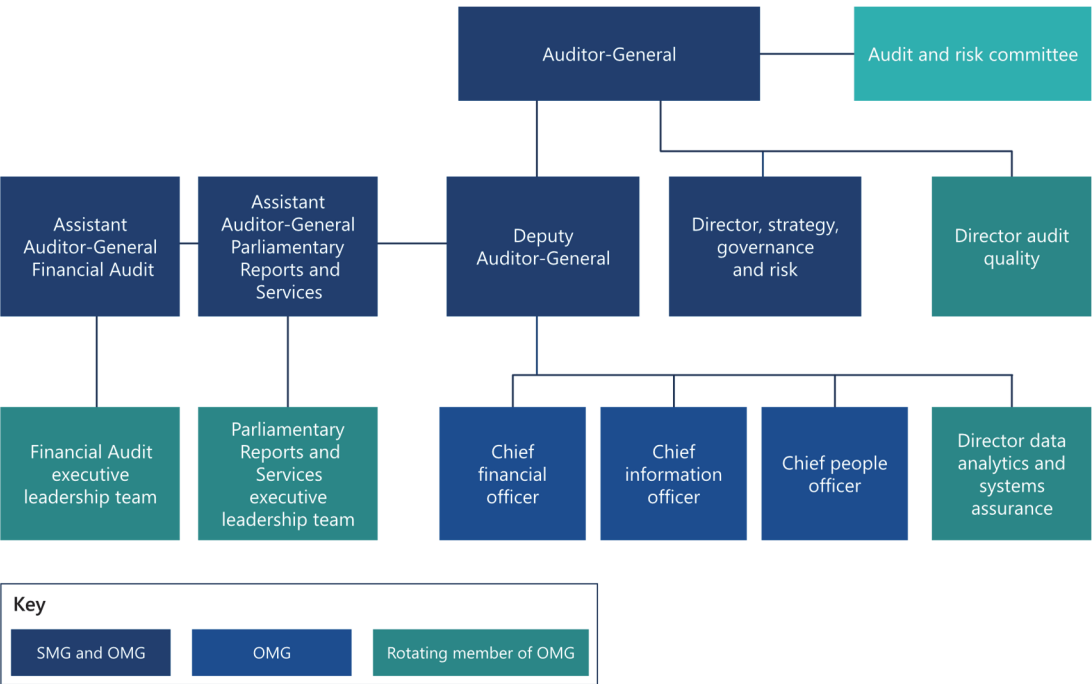 Auditor-General
Audit and risk committee
Assistant
Auditor-General
Financial Audit
Assistant
Auditor-General
Parliamentary
Reports and
Services
Deputy
Auditor-General
Director, strategy,
governance
and risk
Director audit
quality
Financial Audit
executive
leadership team
Parliamentary
Reports and
Services
executive
leadership team
Chief
financial
officer
Chief
information
officer
Chief people
officer
Director data
analytics and
systems
assurance
Key
SMG and OMG
OMG
Rotating member of OMG